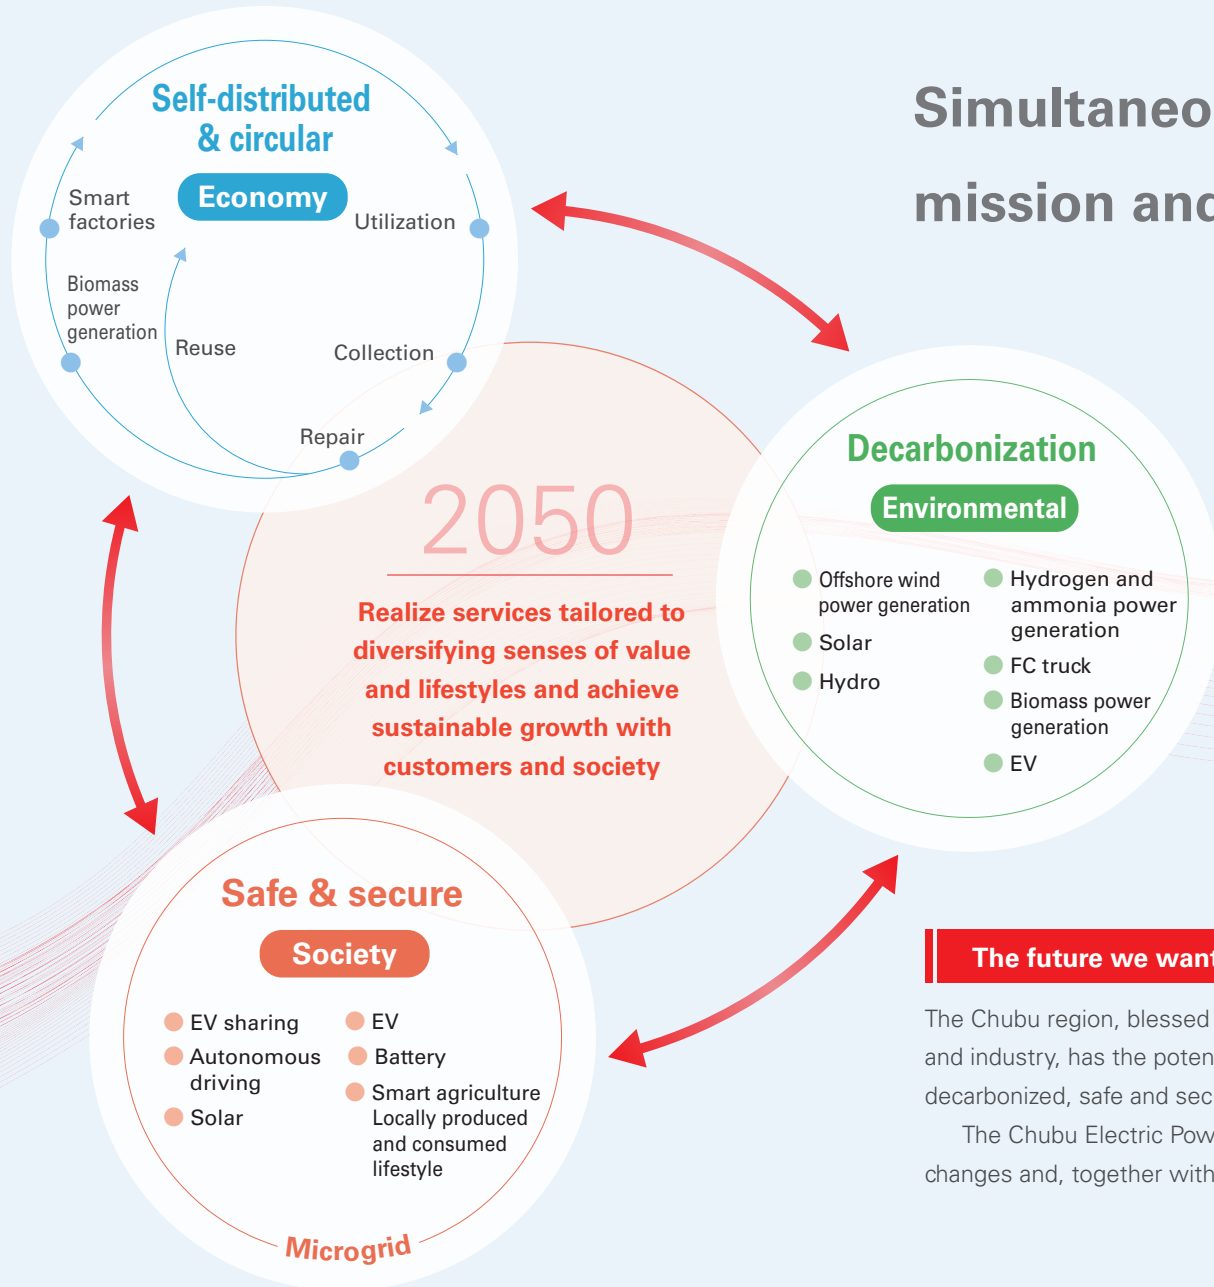 Self-distributed
& circular
Economy
Smart
factories
Utilization
Biomass
power
generation
Reuse
Collection
Repair
Simultaneo
mission and
2050
Realize services tailored to
diversifying senses of value
and lifestyles and achieve
sustainable growth with
customers and society
Decarbonization
Environmental
Offshore wind
power generation
Solar
Hydro
Hydrogen and
ammonia power
generation
FC truck
Biomass power
generation
EV
Safe & secure
Society
EV sharing
Autonomous
driving
Solar
EV
Battery
Smart agriculture
Locally produced
and consumed
lifestyle
Microgrid
The future we want
The Chubu region, blessed
and industry, has the poten
decarbonized, safe and sec
The Chubu Electric Pow
changes and, together with